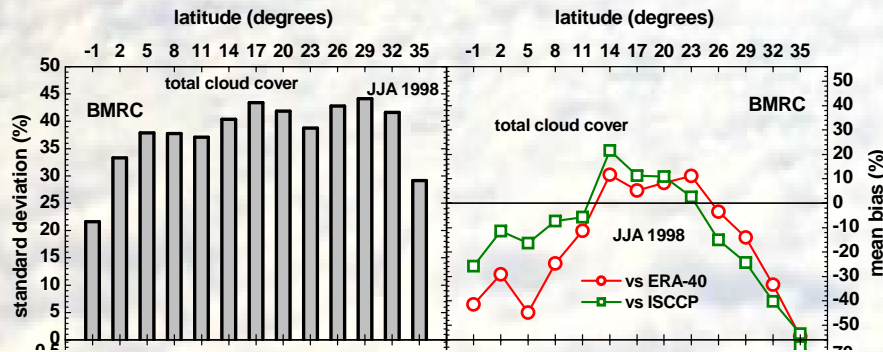 latitude (degrees)
-1 2 5 8 11 14 17 20 23 26 29 32 35
50
45
40
35
30
25
20
15
10
5
0
standard deviation (%)
total cloud cover
JJA 1998
BMRC
0.5
latitude (degrees)
-1 2 5 8 11 14 17 20 23 26 29 32 35
BMRC
total cloud cover
JJA 1998
vs ERA-40
vs ISCCP
50
40
30
20
10
0
-10
-20
-30
-40
-50
70
mean bias (%)